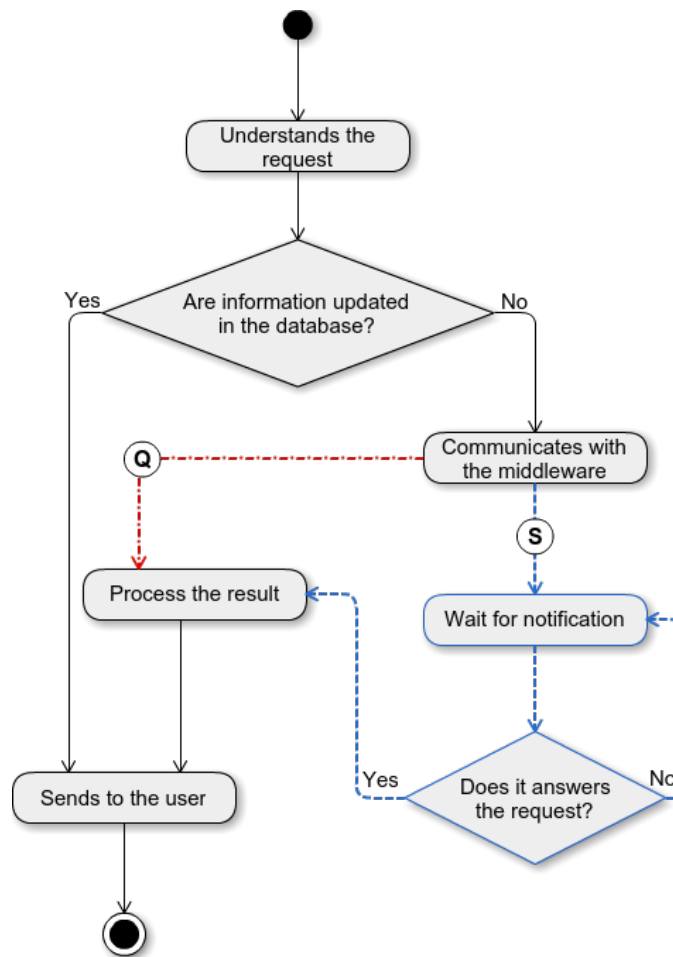 Understands the
request
Yes
Are information updated
in the database?
No
Q
Communicates with
the middleware
S
Process the result
Wait for notification
Yes
Does it answers
the request?
No
Sends to the user